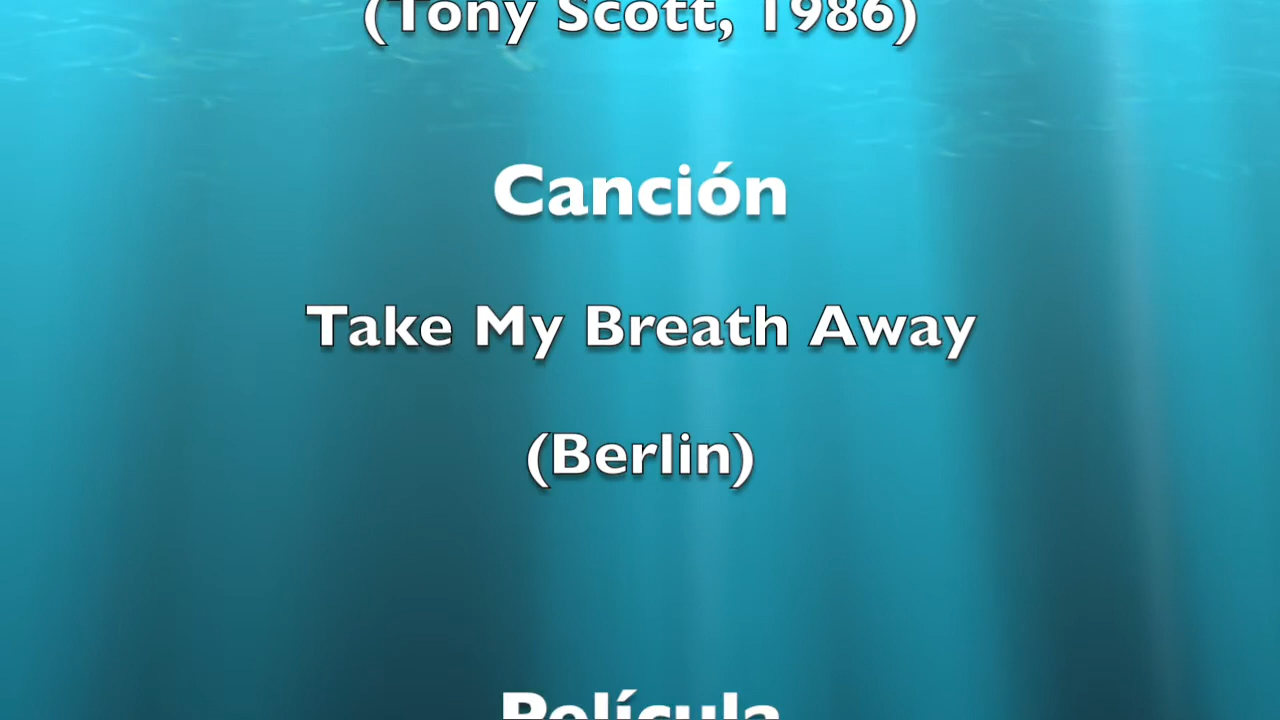 (Tony Scott, 1986)
Canción
Take My Breath Away
(Berlin)
Película